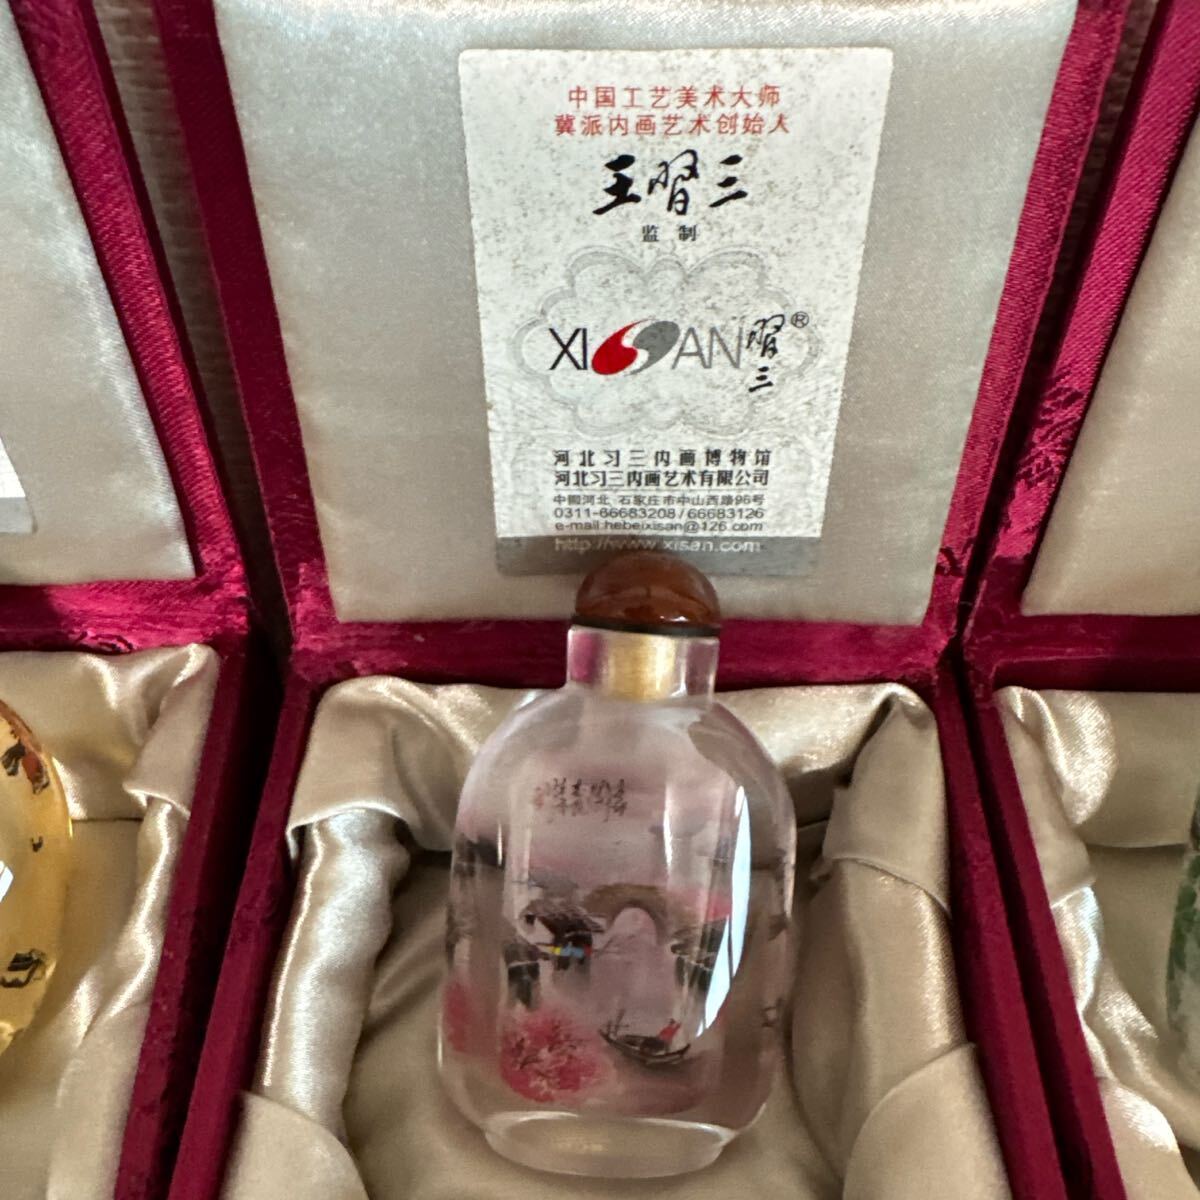 中国工艺美术大师
冀派内画艺术创始人
王習三
监制
XISAN習三®
河北习三内画博物馆
河北习三内画艺术有限公司
中國河北 石家庄市中山西路96号
0311-66683208/66683126
e-mail:hebeixisan@126.com
http://www.xisan.com